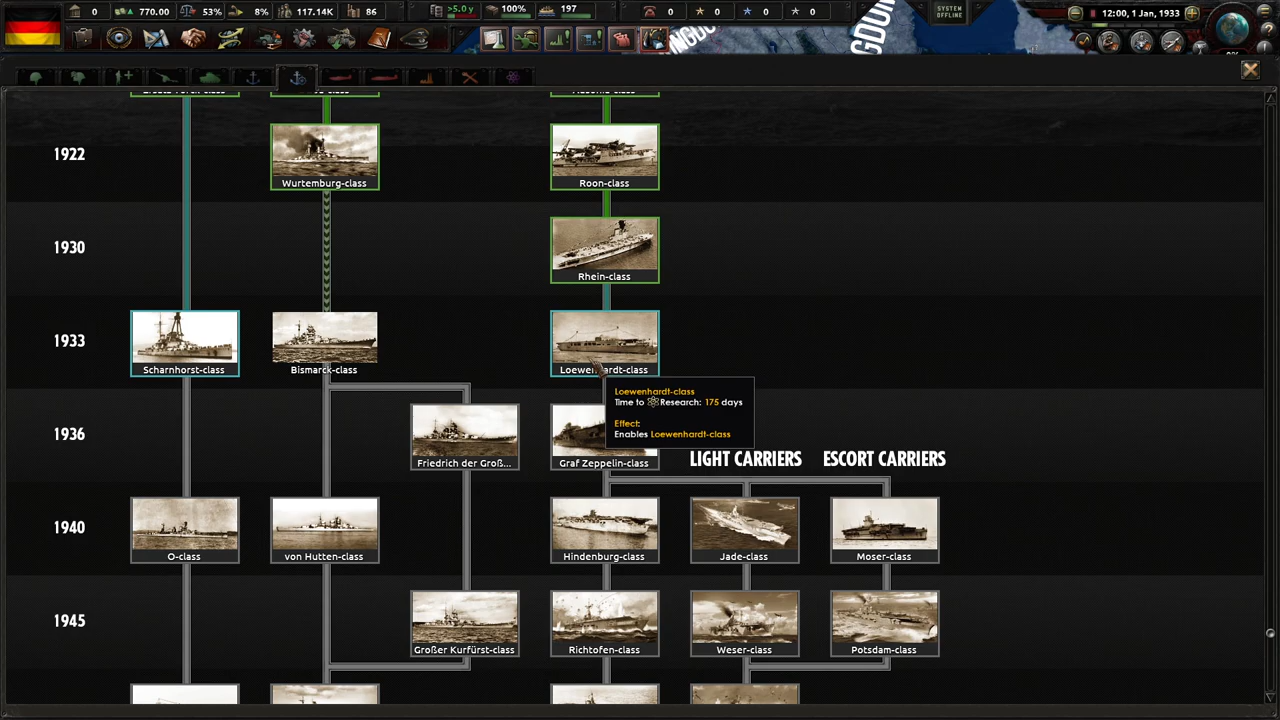 0
770.00
53%
8%
117.14K
86
>5.0 y
100%
197
0
0
0
0
SYSTEM
OFFLINE
12:00, 1 Jan, 1933
1922
Wurtemburg-class
Roon-class
1930
Rhein-class
1933
Scharnhorst-class
Bismarck-class
Loewenhardt-class
Loewenhardt-class
Time to Research: 175 days
Effect:
Enables Loewenhardt-class
1936
Friedrich der Groß...
Graf Zeppelin-class
LIGHT CARRIERS
ESCORT CARRIERS
1940
O-class
von Hutten-class
Hindenburg-class
Jade-class
Moser-class
1945
Großer Kurfürst-class
Richtofen-class
Weser-class
Potsdam-class